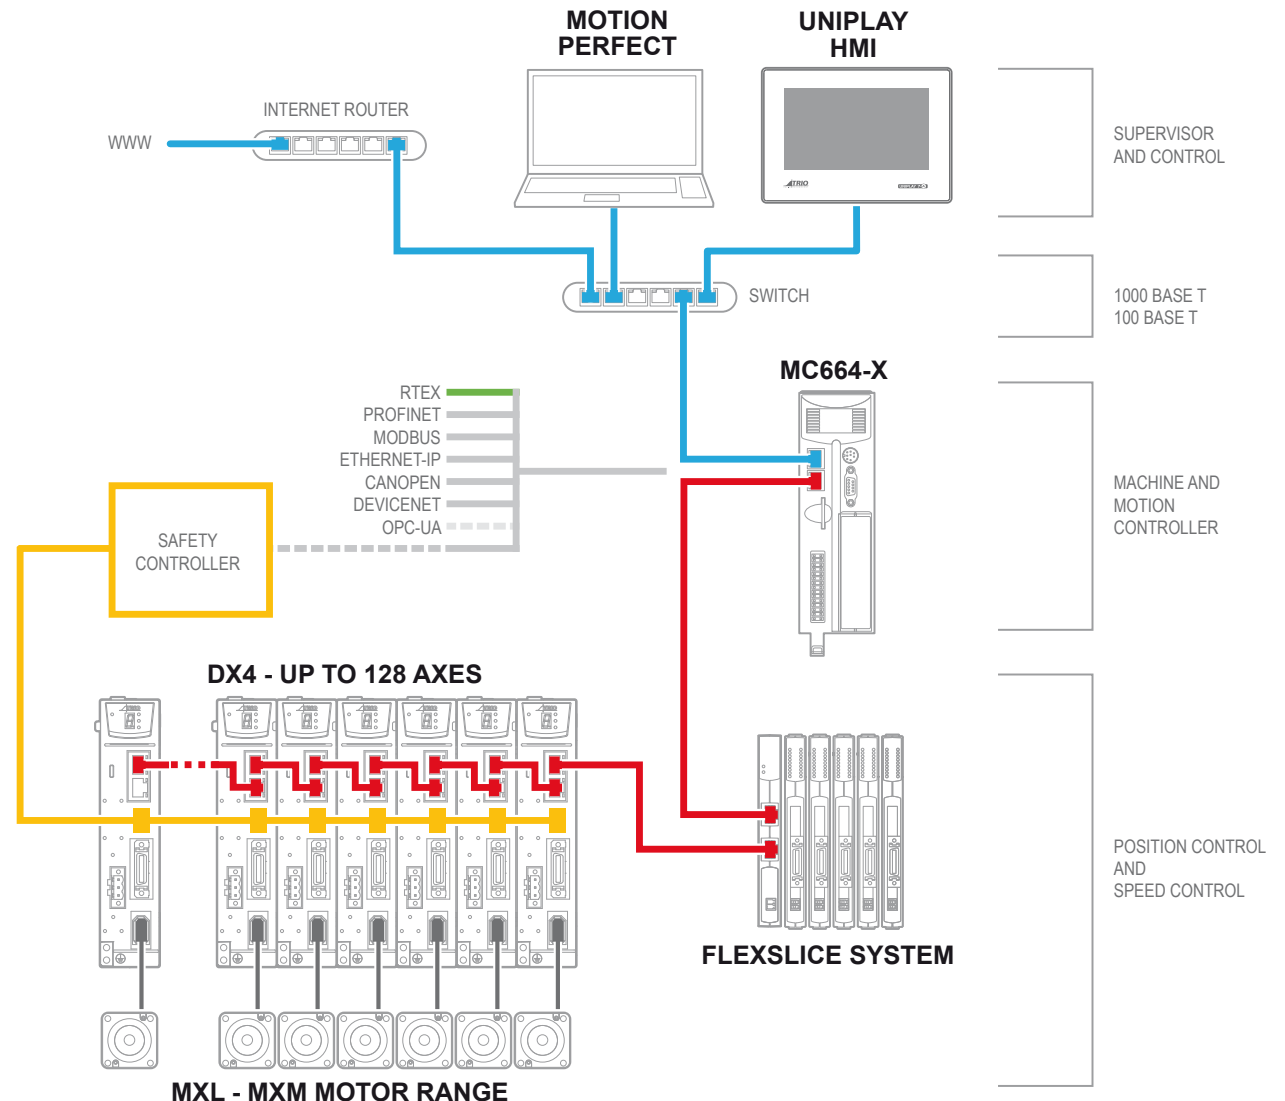 MOTION
PERFECT
UNIPLAY
HMI
INTERNET ROUTER
WWW
TRIO
SUPERVISOR
AND CONTROL
SWITCH
1000 BASE T
100 BASE T
MC664-X
RTEX
PROFINET
MODBUS
ETHERNET-IP
CANOPEN
DEVICENET
OPC-UA
MACHINE AND
MOTION
CONTROLLER
SAFETY
CONTROLLER
DX4 - UP TO 128 AXES
POSITION CONTROL
AND
SPEED CONTROL
FLEXSLICE SYSTEM
MXL - MXM MOTOR RANGE